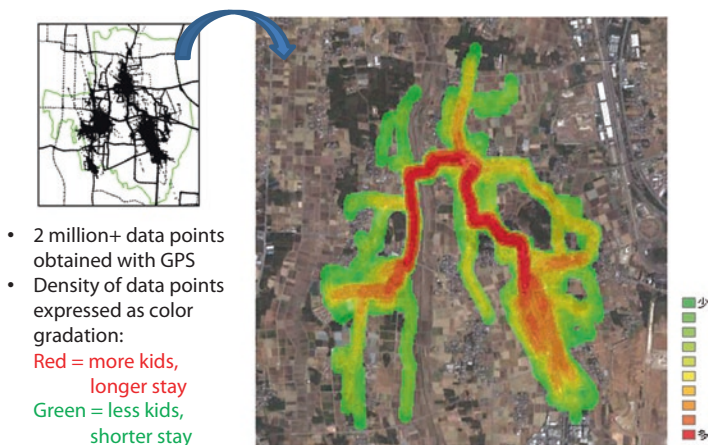 • 2 million+ data points
obtained with GPS
• Density of data points
expressed as color
gradation:
Red = more kids,
longer stay
Green = less kids,
shorter stay
少
多